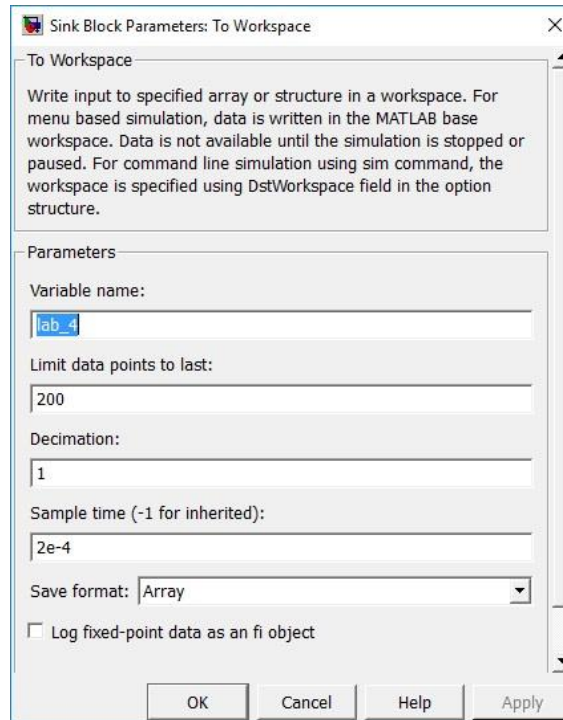 Sink Block Parameters: To Workspace
To Workspace
Write input to specified array or structure in a workspace. For
menu based simulation, data is written in the MATLAB base
workspace. Data is not available until the simulation is stopped or
paused. For command line simulation using sim command, the
workspace is specified using DstWorkspace field in the option
structure.
Parameters
Variable name:
lab_4
Limit data points to last:
200
Decimation:
1
Sample time (-1 for inherited):
2e-4
Save format: Array
Log fixed-point data as an fi object
OK Cancel Help Apply